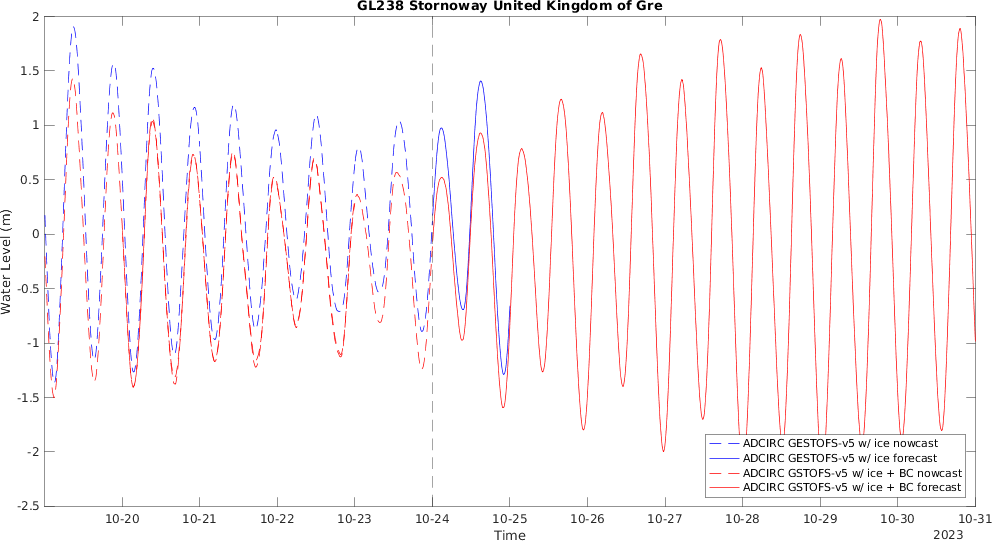 GL238 Stornoway United Kingdom of Gre
2
1.5
1
0.5
0
-0.5
-1
-1.5
-2
-2.5
Water Level (m)
ADCIRC GESTOFS-v5 w/ ice nowcast
ADCIRC GESTOFS-v5 w/ ice forecast
ADCIRC GSTOFS-v5 w/ ice + BC nowcast
ADCIRC GSTOFS-v5 w/ ice + BC forecast
10-20 10-21 10-22 10-23 10-24 10-25 10-26 10-27 10-28 10-29 10-30 10-31
Time
2023